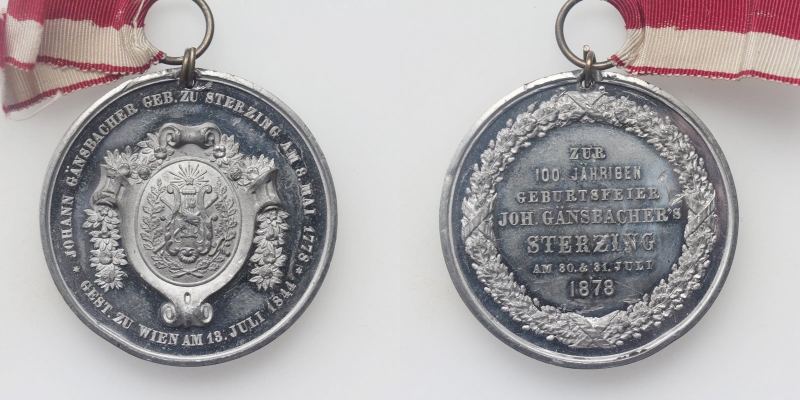 * JOHANN GÄNSBACHER GEB. ZU STERZING AM 8. MAI. 1778 *
GEST. ZU WIEN AM 13. JULI 1844
ZUR
100. JÄHRIGEN
GEBURTSFEIER
JOH. GÄNSBACHER'S
STERZING
AM 30. & 31. JULI
1878